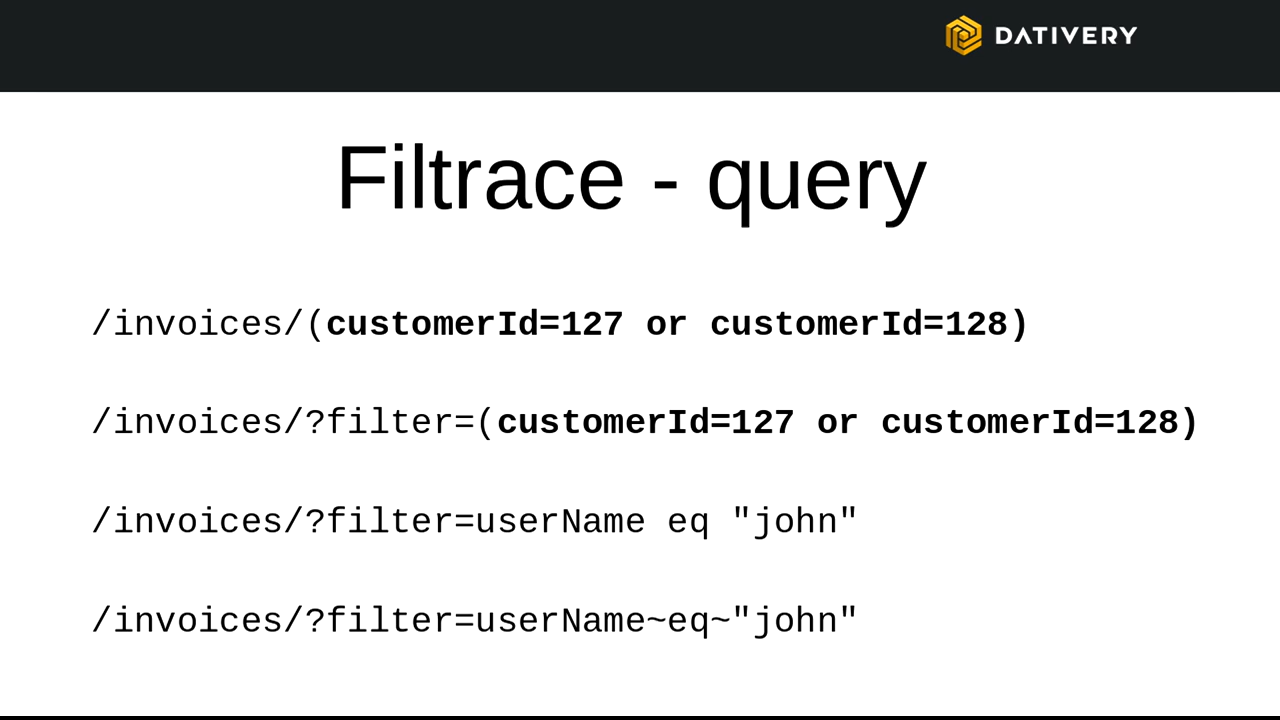 DATIVERY
Filtrace - query
/invoices/(customerId=127 or customerId=128)
/invoices/?filter=(customerId=127 or customerId=128)
/invoices/?filter=userName eq "john"
/invoices/?filter=userName~eq~"john"